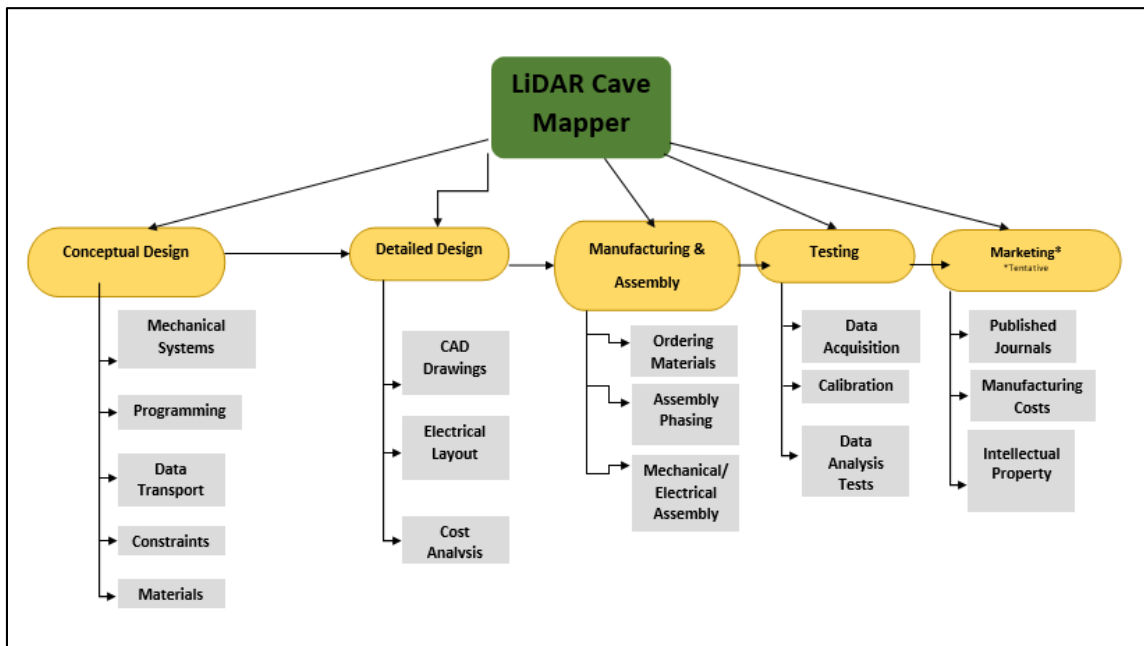 LiDAR Cave
Mapper
Conceptual Design
Detailed Design
Manufacturing &
Assembly
Testing
Marketing*
*Tentative
Mechanical
Systems
Programming
Data
Transport
Constraints
Materials
CAD
Drawings
Electrical
Layout
Cost
Analysis
Ordering
Materials
Assembly
Phasing
Mechanical/
Electrical
Assembly
Data
Acquisition
Calibration
Data
Analysis
Tests
Published
Journals
Manufacturing
Costs
Intellectual
Property